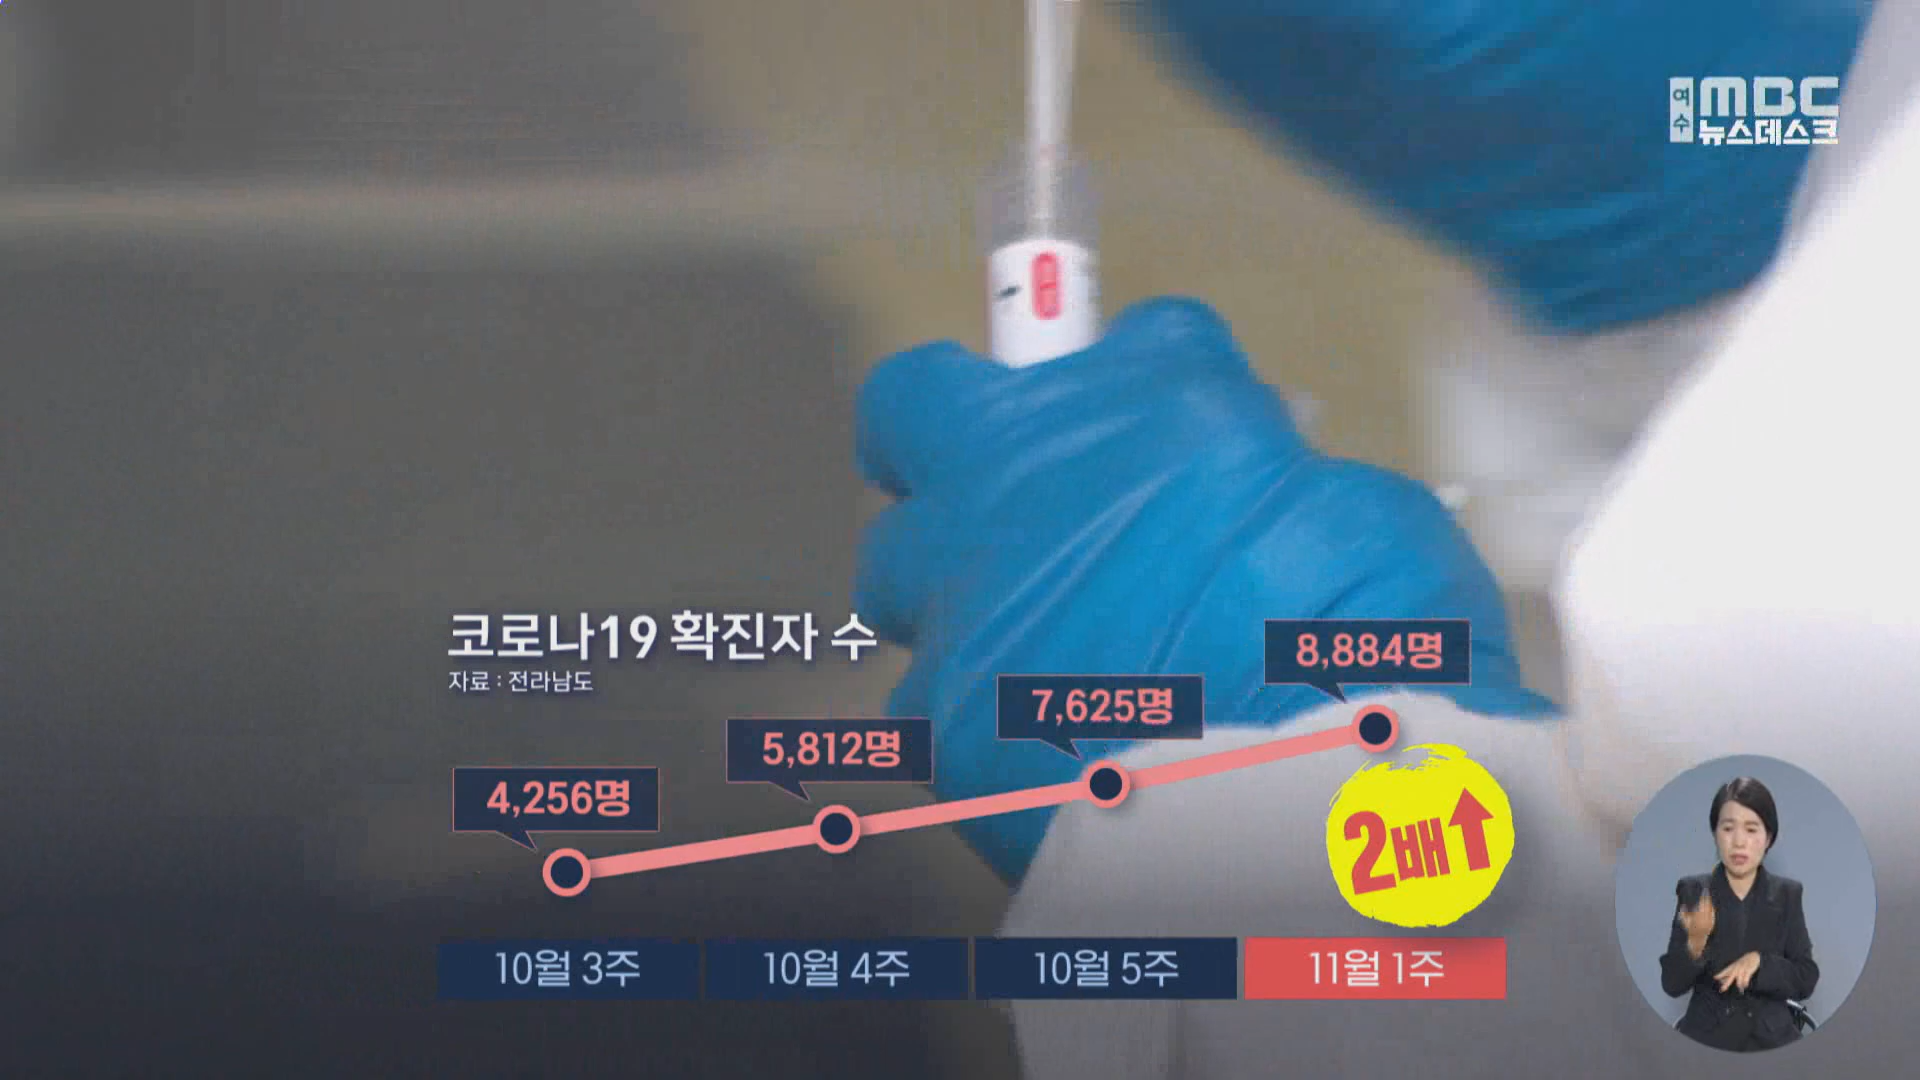 여수
MBC
뉴스데스크
코로나19 확진자 수
자료 : 전라남도
4,256명
5,812명
7,625명
8,884명
2배↑
10월 3주
10월 4주
10월 5주
11월 1주